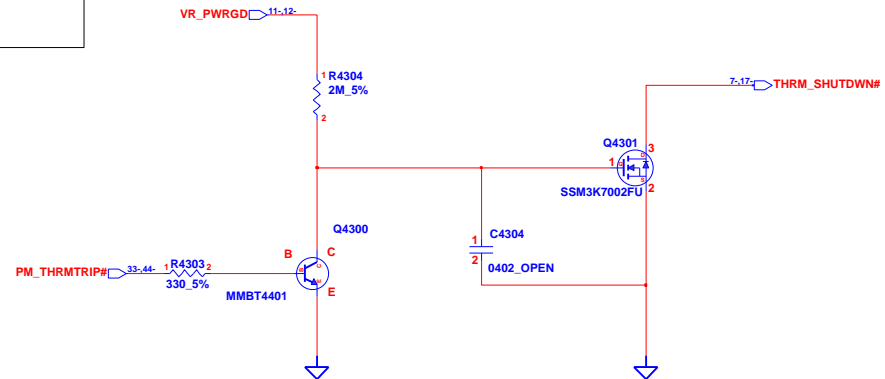 VR_PWRGD 11-,12-
1 R4304
2M_5%
2
7-,17- THRM_SHUTDWN#
Q4301
3
1
G
D
S
2
SSM3K7002FU
Q4300
B
C
1
C4304
2
0402_OPEN
PM_THRMTRIP# 33-,44- 1 R4303 2
330_5%
B
C
E
MMBT4401
E